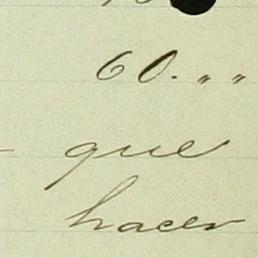 60. „ „
que
hacer